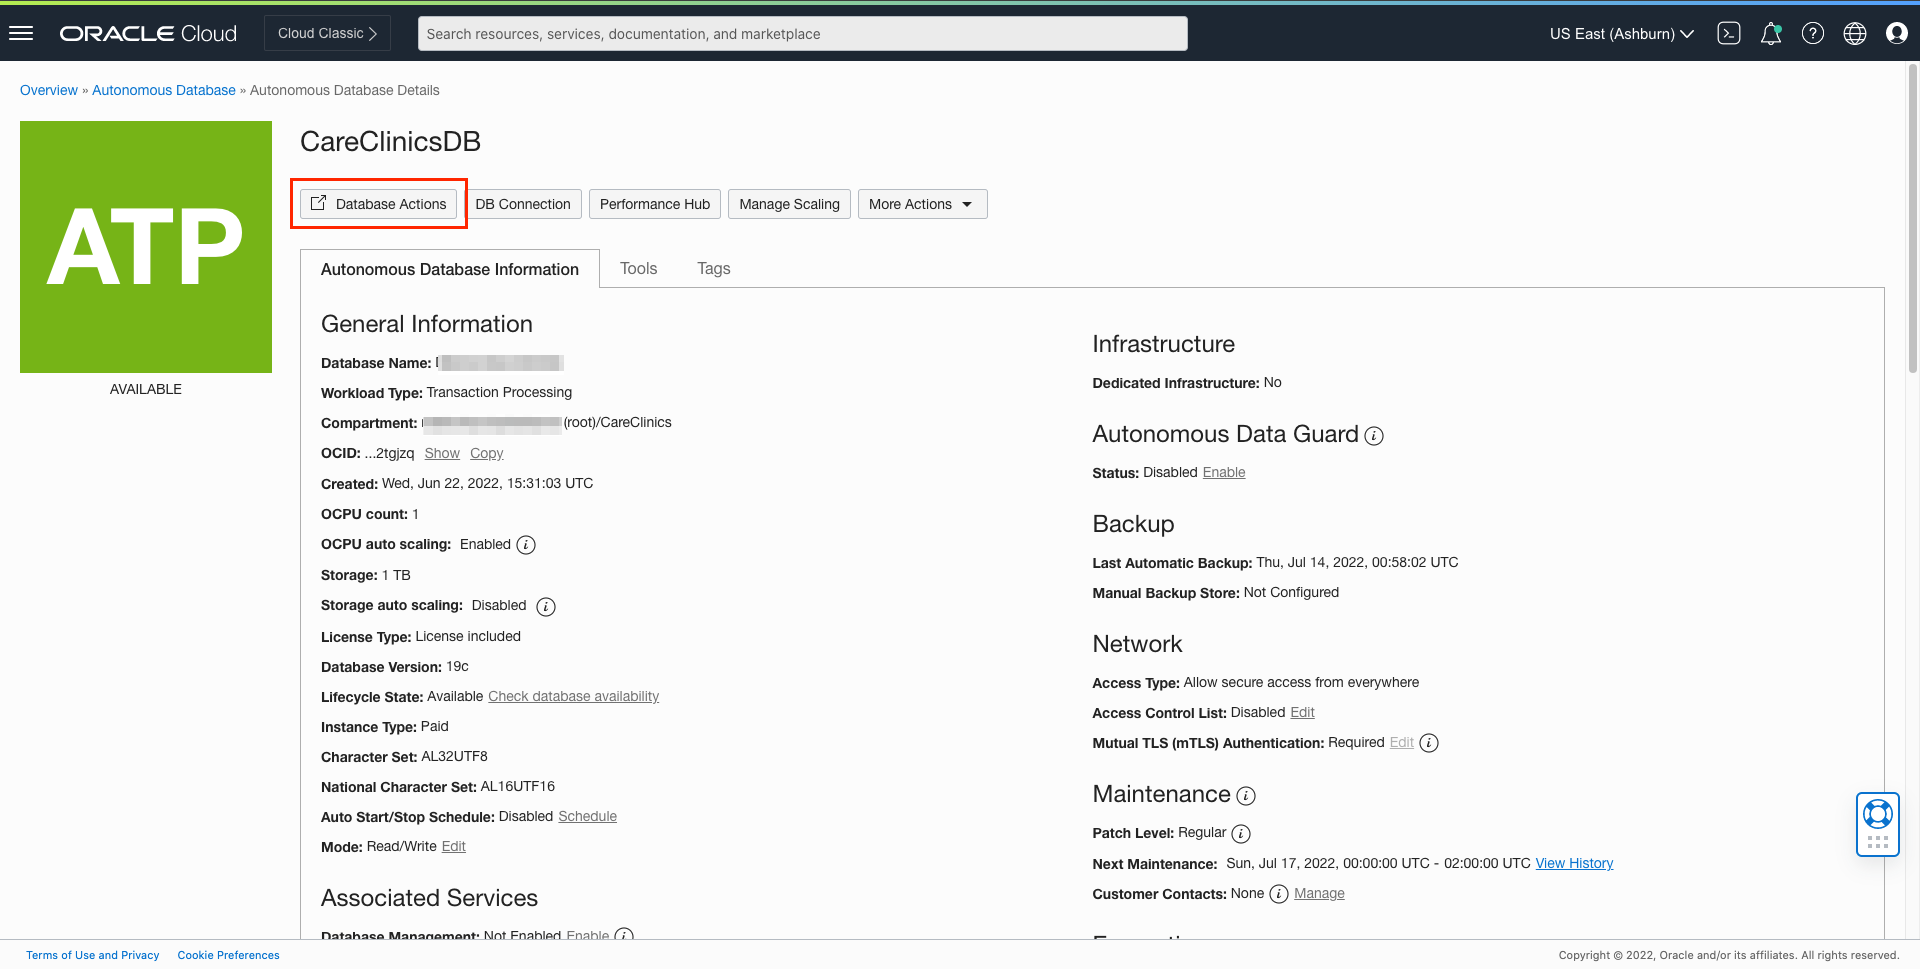 ORACLE Cloud
Cloud Classic
Search resources, services, documentation, and marketplace
US East (Ashburn)
Overview » Autonomous Database » Autonomous Database Details
ATP
AVAILABLE
CareClinicsDB
Database Actions
DB Connection
Performance Hub
Manage Scaling
More Actions
Autonomous Database Information
Tools
Tags
General Information
Database Name:
Workload Type: Transaction Processing
Compartment: (root)/CareClinics
OCID: ...2tgjzq Show Copy
Created: Wed, Jun 22, 2022, 15:31:03 UTC
OCPU count: 1
OCPU auto scaling: Enabled
Storage: 1 TB
Storage auto scaling: Disabled
License Type: License included
Database Version: 19c
Lifecycle State: Available Check database availability
Instance Type: Paid
Character Set: AL32UTF8
National Character Set: AL16UTF16
Auto Start/Stop Schedule: Disabled Schedule
Mode: Read/Write Edit
Associated Services
Database Management: Not Enabled Enable
Infrastructure
Dedicated Infrastructure: No
Autonomous Data Guard
Status: Disabled Enable
Backup
Last Automatic Backup: Thu, Jul 14, 2022, 00:58:02 UTC
Manual Backup Store: Not Configured
Network
Access Type: Allow secure access from everywhere
Access Control List: Disabled Edit
Mutual TLS (mTLS) Authentication: Required Edit
Maintenance
Patch Level: Regular
Next Maintenance: Sun, Jul 17, 2022, 00:00:00 UTC - 02:00:00 UTC View History
Customer Contacts: None Manage
Terms of Use and Privacy
Cookie Preferences
Copyright © 2022, Oracle and/or its affiliates. All rights reserved.